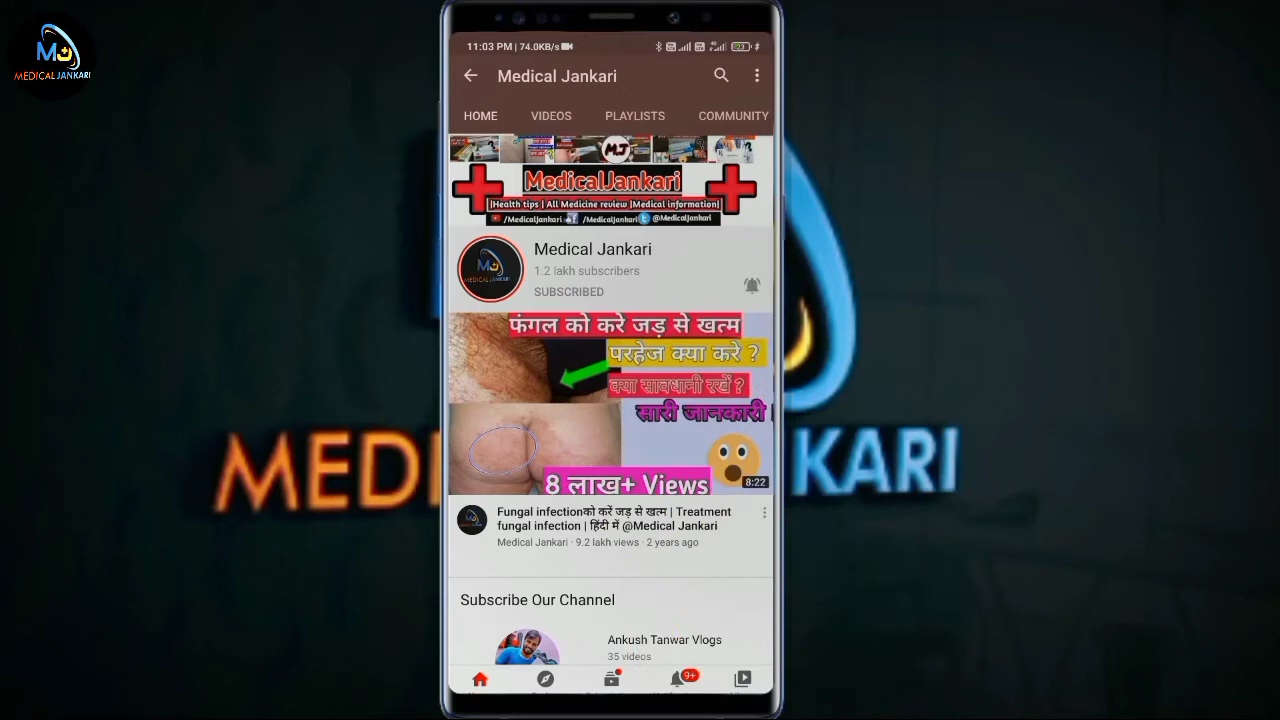 MEDICAL JANKARI
11:03 PM | 74.0KB/s
Medical Jankari
HOME VIDEOS PLAYLISTS COMMUNITY
MJ
MedicalJankari
|Health tips | All Medicine review |Medical information|
/Medicaljankari /Medicaljankari @Medicaljankari
Medical Jankari
1.2 lakh subscribers
SUBSCRIBED
फंगल को करे जड़ से खत्म
परहेज क्या करे ?
क्या सावधानी रखें ?
सारी जानकारी
8 लाख+ Views
8:22
Fungal infectionको करें जड़ से खत्म | Treatment
fungal infection | हिंदी में @Medical Jankari
Medical Jankari · 9.2 lakh views · 2 years ago
MED KARI
Subscribe Our Channel
Ankush Tanwar Vlogs
35 videos
9+